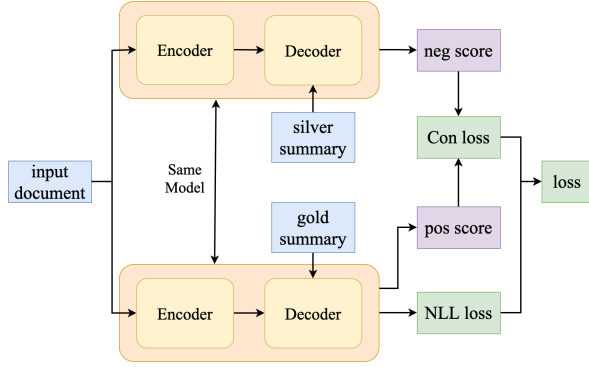 Encoder
Decoder
neg score
silver
summary
Con loss
input
document
Same
Model
loss
gold
summary
pos score
Encoder
Decoder
NLL loss